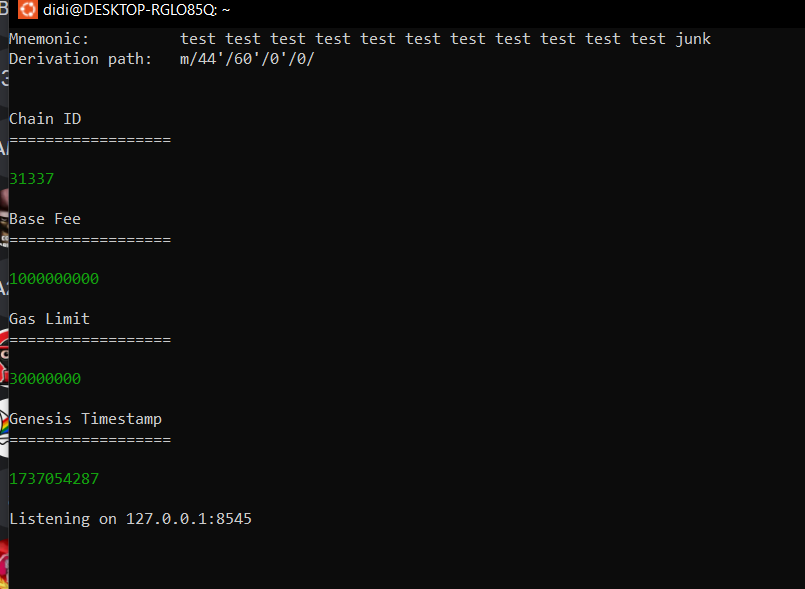 didi@DESKTOP-RGLO85Q: ~
Mnemonic:          test test test test test test test test test test test junk
Derivation path:   m/44'/60'/0'/0/
Chain ID
==================
31337
Base Fee
==================
1000000000
Gas Limit
==================
30000000
Genesis Timestamp
==================
1737054287
Listening on 127.0.0.1:8545